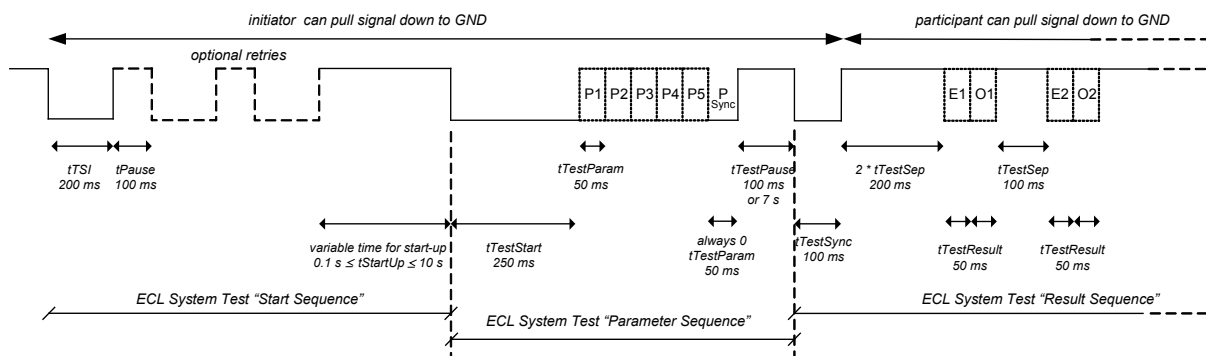 initiator can pull signal down to GND
participant can pull signal down to GND
optional retries
P1
P2
P3
P4
P5
P
Sync
E1
O1
E2
O2
tTSI
200 ms
tPause
100 ms
tTestParam
50 ms
tTestPause
100 ms
or 7 s
2 * tTestSep
200 ms
tTestSep
100 ms
variable time for start-up
0.1 s ≤ tStartUp ≤ 10 s
tTestStart
250 ms
always 0
tTestParam
50 ms
tTestSync
100 ms
tTestResult
50 ms
tTestResult
50 ms
ECL System Test “Start Sequence”
ECL System Test “Parameter Sequence”
ECL System Test “Result Sequence”